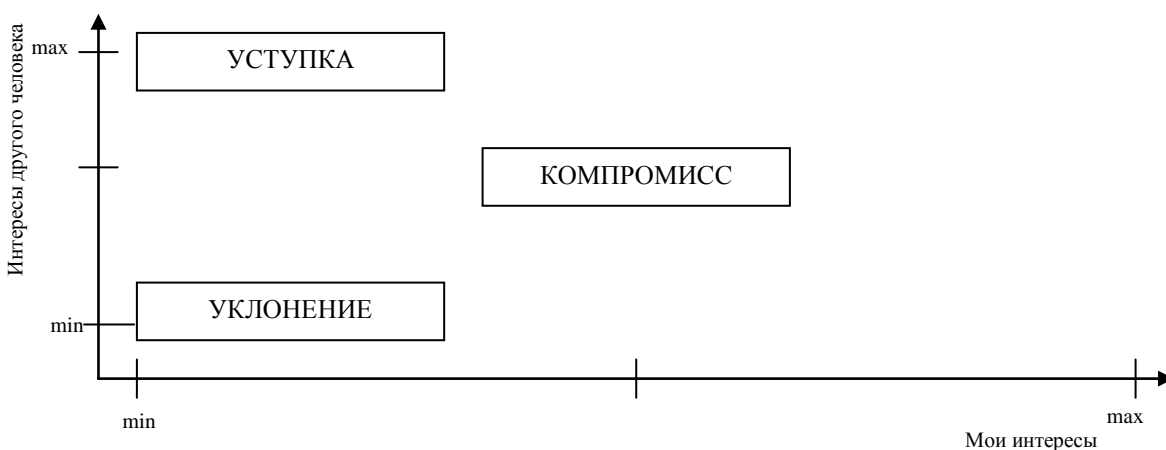 Интересы другого человека
max
УСТУПКА
КОМПРОМИСС
УКЛОНЕНИЕ
min
min
max
Мои интересы